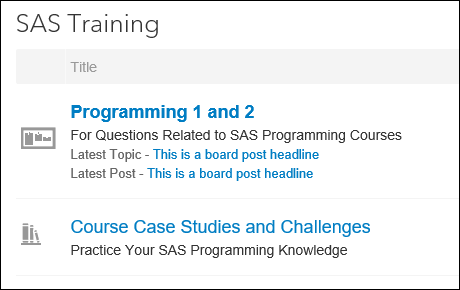 SAS Training
Title
Programming 1 and 2
For Questions Related to SAS Programming Courses
Latest Topic - This is a board post headline
Latest Post - This is a board post headline
Course Case Studies and Challenges
Practice Your SAS Programming Knowledge